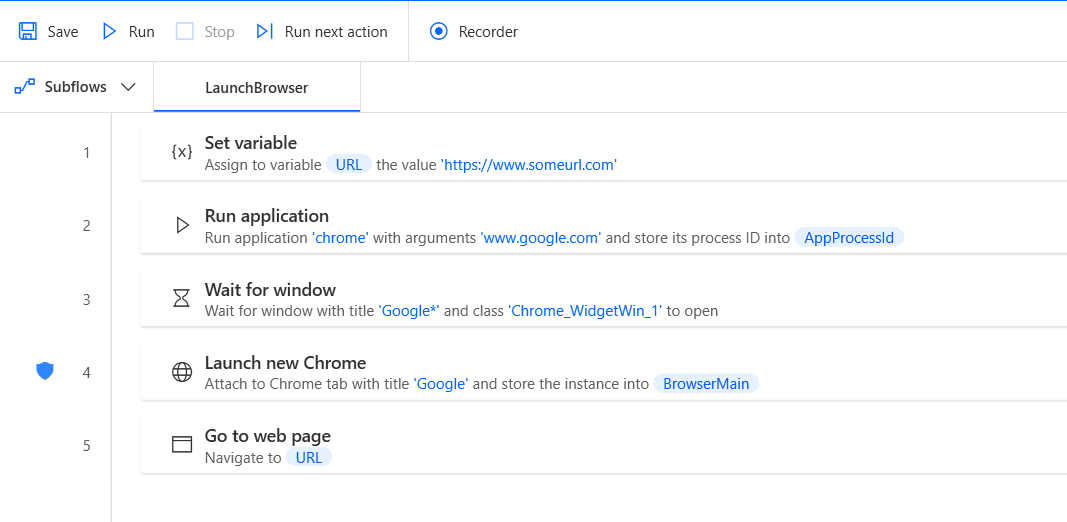 Save Run Stop Run next action Recorder
Subflows LaunchBrowser
1 {x} Set variable
Assign to variable URL the value 'https://www.someurl.com'
2 Run application
Run application 'chrome' with arguments 'www.google.com' and store its process ID into AppProcessId
3 Wait for window
Wait for window with title 'Google*' and class 'Chrome_WidgetWin_1' to open
4 Launch new Chrome
Attach to Chrome tab with title 'Google' and store the instance into BrowserMain
5 Go to web page
Navigate to URL